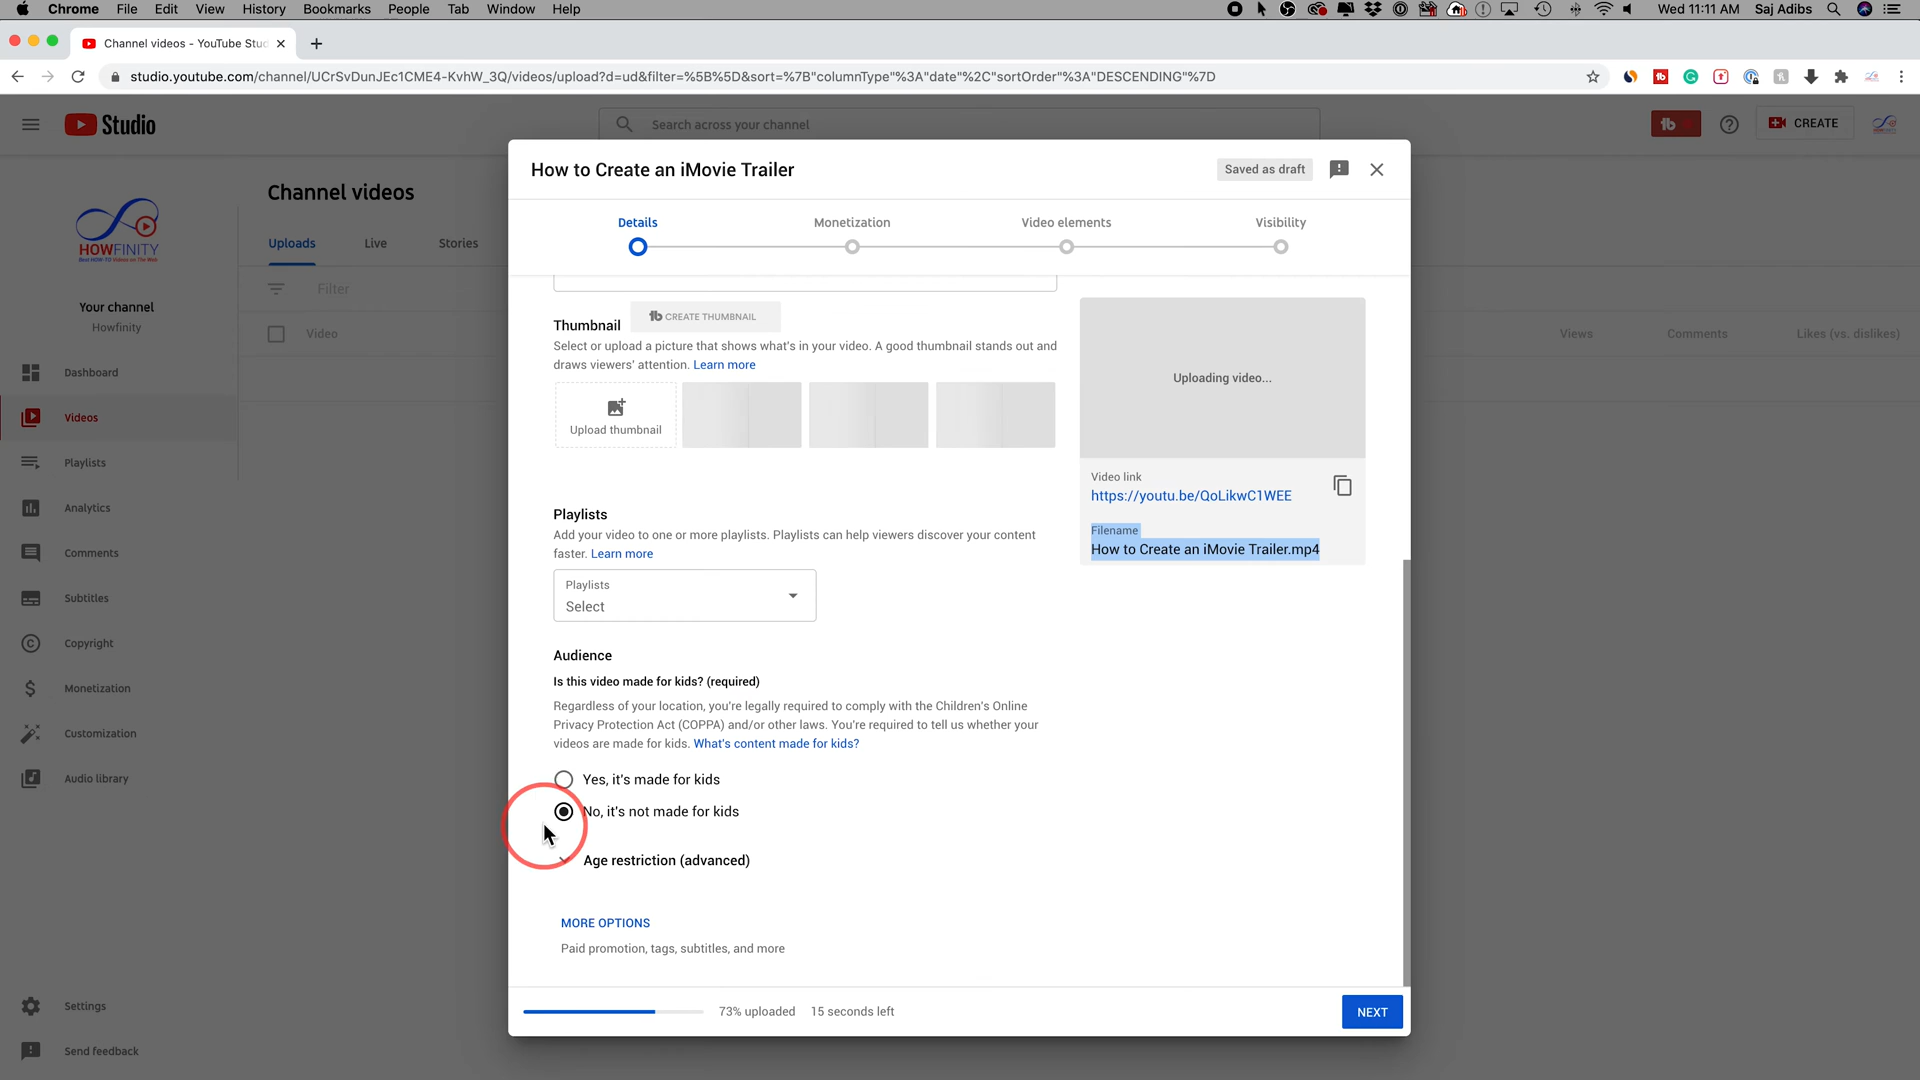 Chrome File Edit View History Bookmarks People Tab Window Help
Wed 11:11 AM Saj Adibs
Channel videos - YouTube Stud
studio.youtube.com/channel/UCrSvDunJEc1CME4-KvhW_3Q/videos/upload?d=ud&filter=%5B%5D&sort=%7B"columnType"%3A"date"%2C"sortOrder"%3A"DESCENDING"%7D
Studio
Search across your channel
CREATE
HOWFINITY
Best HOW-TO Videos on The Web
Your channel
Howfinity
Dashboard
Videos
Playlists
Analytics
Comments
Subtitles
Copyright
Monetization
Customization
Audio library
Settings
Send feedback
Channel videos
Uploads Live Stories
Filter
Video
Views Comments Likes (vs. dislikes)
How to Create an iMovie Trailer
Saved as draft
Details Monetization Video elements Visibility
Thumbnail
CREATE THUMBNAIL
Select or upload a picture that shows what's in your video. A good thumbnail stands out and
draws viewers' attention. Learn more
Upload thumbnail
Playlists
Add your video to one or more playlists. Playlists can help viewers discover your content
faster. Learn more
Playlists
Select
Audience
Is this video made for kids? (required)
Regardless of your location, you're legally required to comply with the Children's Online
Privacy Protection Act (COPPA) and/or other laws. You're required to tell us whether your
videos are made for kids. What's content made for kids?
Yes, it's made for kids
No, it's not made for kids
Age restriction (advanced)
MORE OPTIONS
Paid promotion, tags, subtitles, and more
Uploading video...
Video link
https://youtu.be/QoLikwC1WEE
Filename
How to Create an iMovie Trailer.mp4
73% uploaded 15 seconds left
NEXT